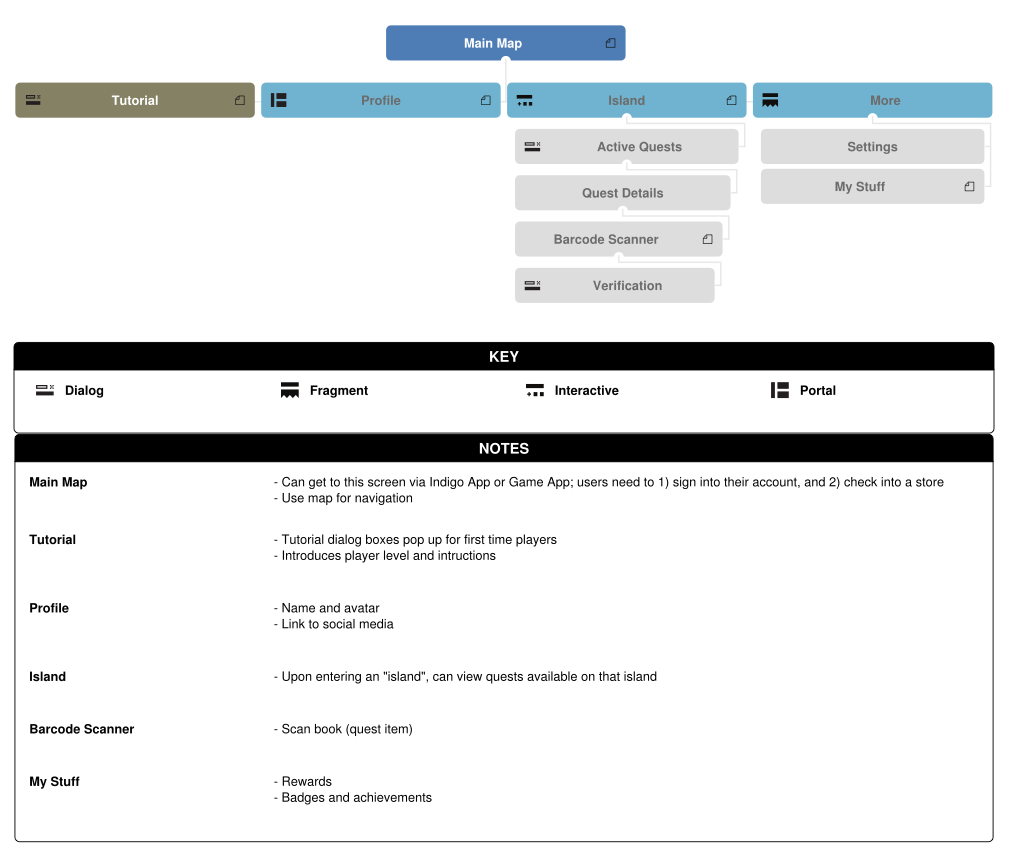 Main Map
Tutorial
Profile
Island
More
Active Quests
Quest Details
Barcode Scanner
Verification
Settings
My Stuff
KEY
Dialog
Fragment
Interactive
Portal
NOTES
Main Map
- Can get to this screen via Indigo App or Game App; users need to 1) sign into their account, and 2) check into a store
- Use map for navigation
Tutorial
- Tutorial dialog boxes pop up for first time players
- Introduces player level and intructions
Profile
- Name and avatar
- Link to social media
Island
- Upon entering an "island", can view quests available on that island
Barcode Scanner
- Scan book (quest item)
My Stuff
- Rewards
- Badges and achievements